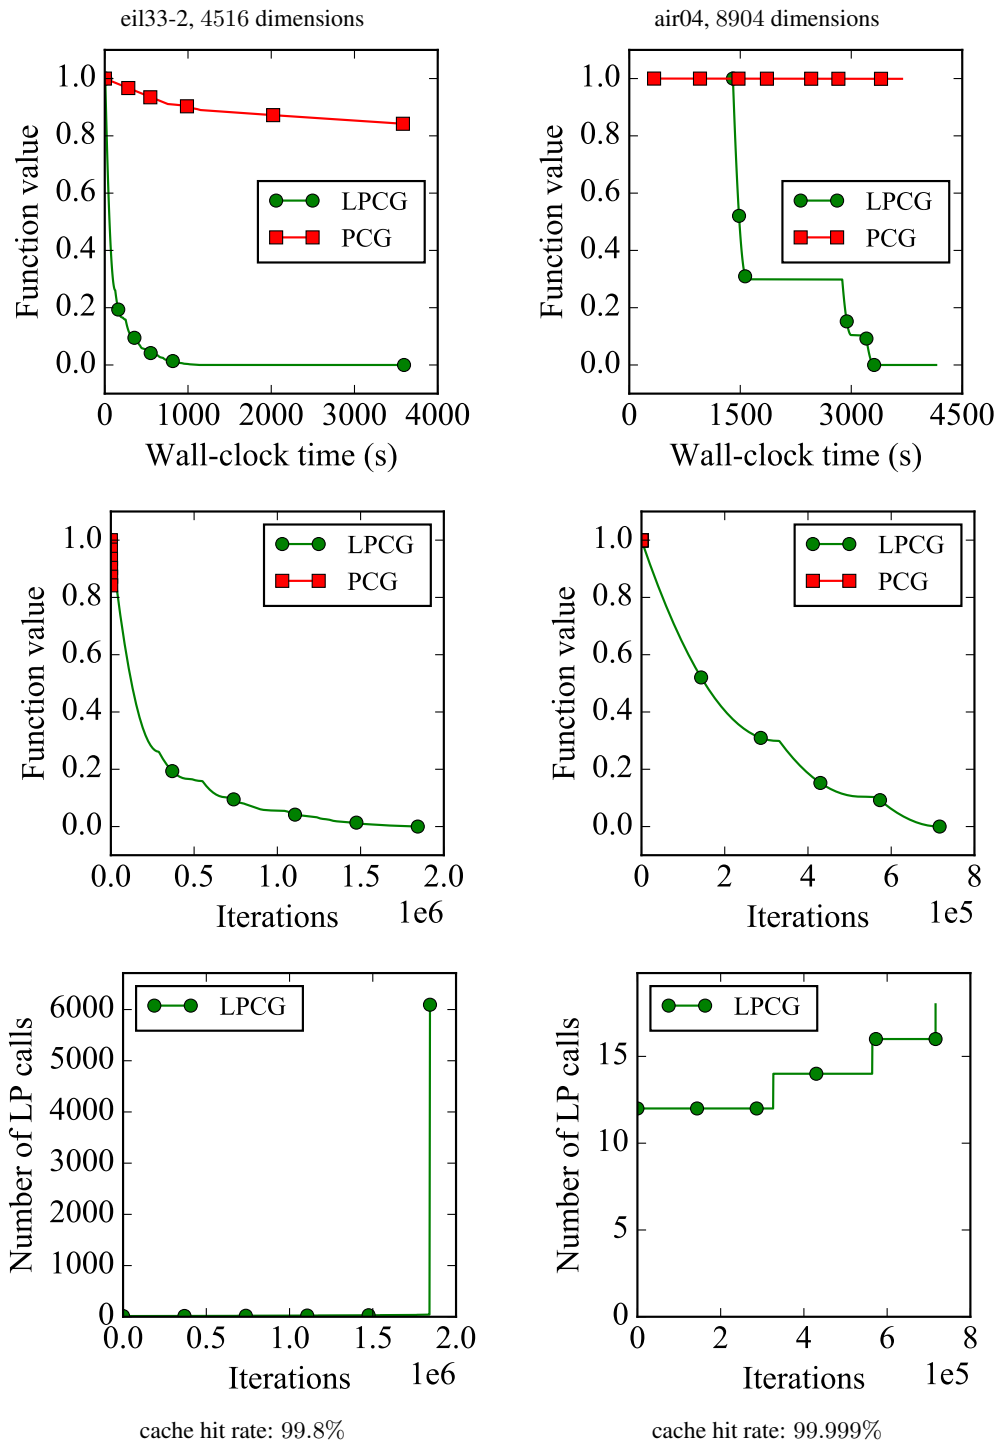 eil33-2, 4516 dimensions
air04, 8904 dimensions
Function value
1.0
0.8
0.6
0.4
0.2
0.0
LPCG
PCG
0 1000 2000 3000 4000
Wall-clock time (s)
Function value
1.0
0.8
0.6
0.4
0.2
0.0
LPCG
PCG
0 1500 3000 4500
Wall-clock time (s)
Function value
1.0
0.8
0.6
0.4
0.2
0.0
LPCG
PCG
0.0 0.5 1.0 1.5 2.0
1e6
Iterations
Function value
1.0
0.8
0.6
0.4
0.2
0.0
LPCG
PCG
0 2 4 6 8
1e5
Iterations
Number of LP calls
6000
5000
4000
3000
2000
1000
0
LPCG
0.0 0.5 1.0 1.5 2.0
1e6
Iterations
Number of LP calls
15
10
5
0
LPCG
0 2 4 6 8
1e5
Iterations
cache hit rate: 99.8%
cache hit rate: 99.999%